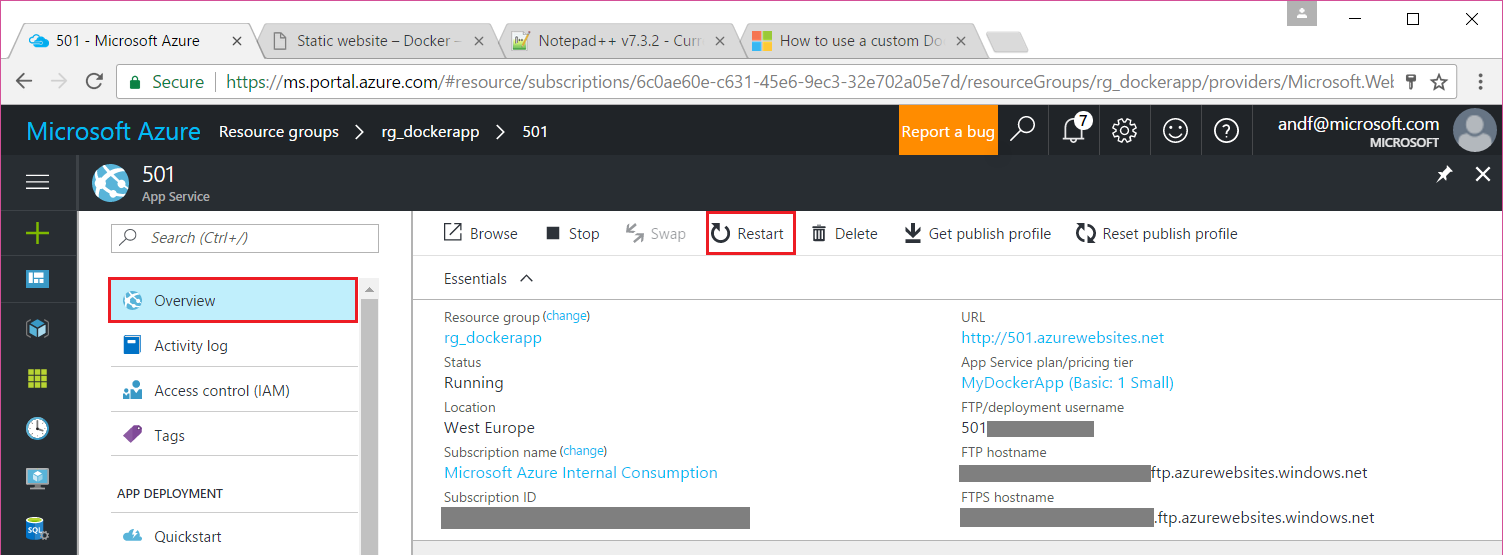 501 - Microsoft Azure
Static website – Docker –
Notepad++ v7.3.2 - Curre
How to use a custom Do
Secure https://ms.portal.azure.com/#resource/subscriptions/6c0ae60e-c631-45e6-9ec3-32e702a05e7d/resourceGroups/rg_dockerapp/providers/Microsoft.Web
Microsoft Azure Resource groups > rg_dockerapp > 501
Report a bug
7
andf@microsoft.com
MICROSOFT
501
App Service
Search (Ctrl+/)
Overview
Activity log
Access control (IAM)
Tags
APP DEPLOYMENT
Quickstart
Browse Stop Swap Restart Delete Get publish profile Reset publish profile
Essentials
Resource group (change)
rg_dockerapp
Status
Running
Location
West Europe
Subscription name (change)
Microsoft Azure Internal Consumption
Subscription ID
URL
http://501.azurewebsites.net
App Service plan/pricing tier
MyDockerApp (Basic: 1 Small)
FTP/deployment username
501
FTP hostname
ftp.azurewebsites.windows.net
FTPS hostname
.ftp.azurewebsites.windows.net
SQL